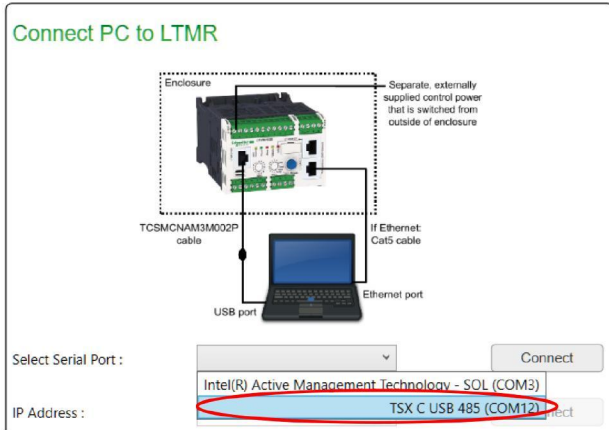 Connect PC to LTMR
Enclosure
Separate, externally
supplied control power
that is switched from
outside of enclosure
TCSMCNAM3M002P
cable
If Ethernet:
Cat5 cable
Ethernet port
USB port
Select Serial Port :
Connect
Intel(R) Active Management Technology - SOL (COM3)
TSX C USB 485 (COM12)
IP Address :